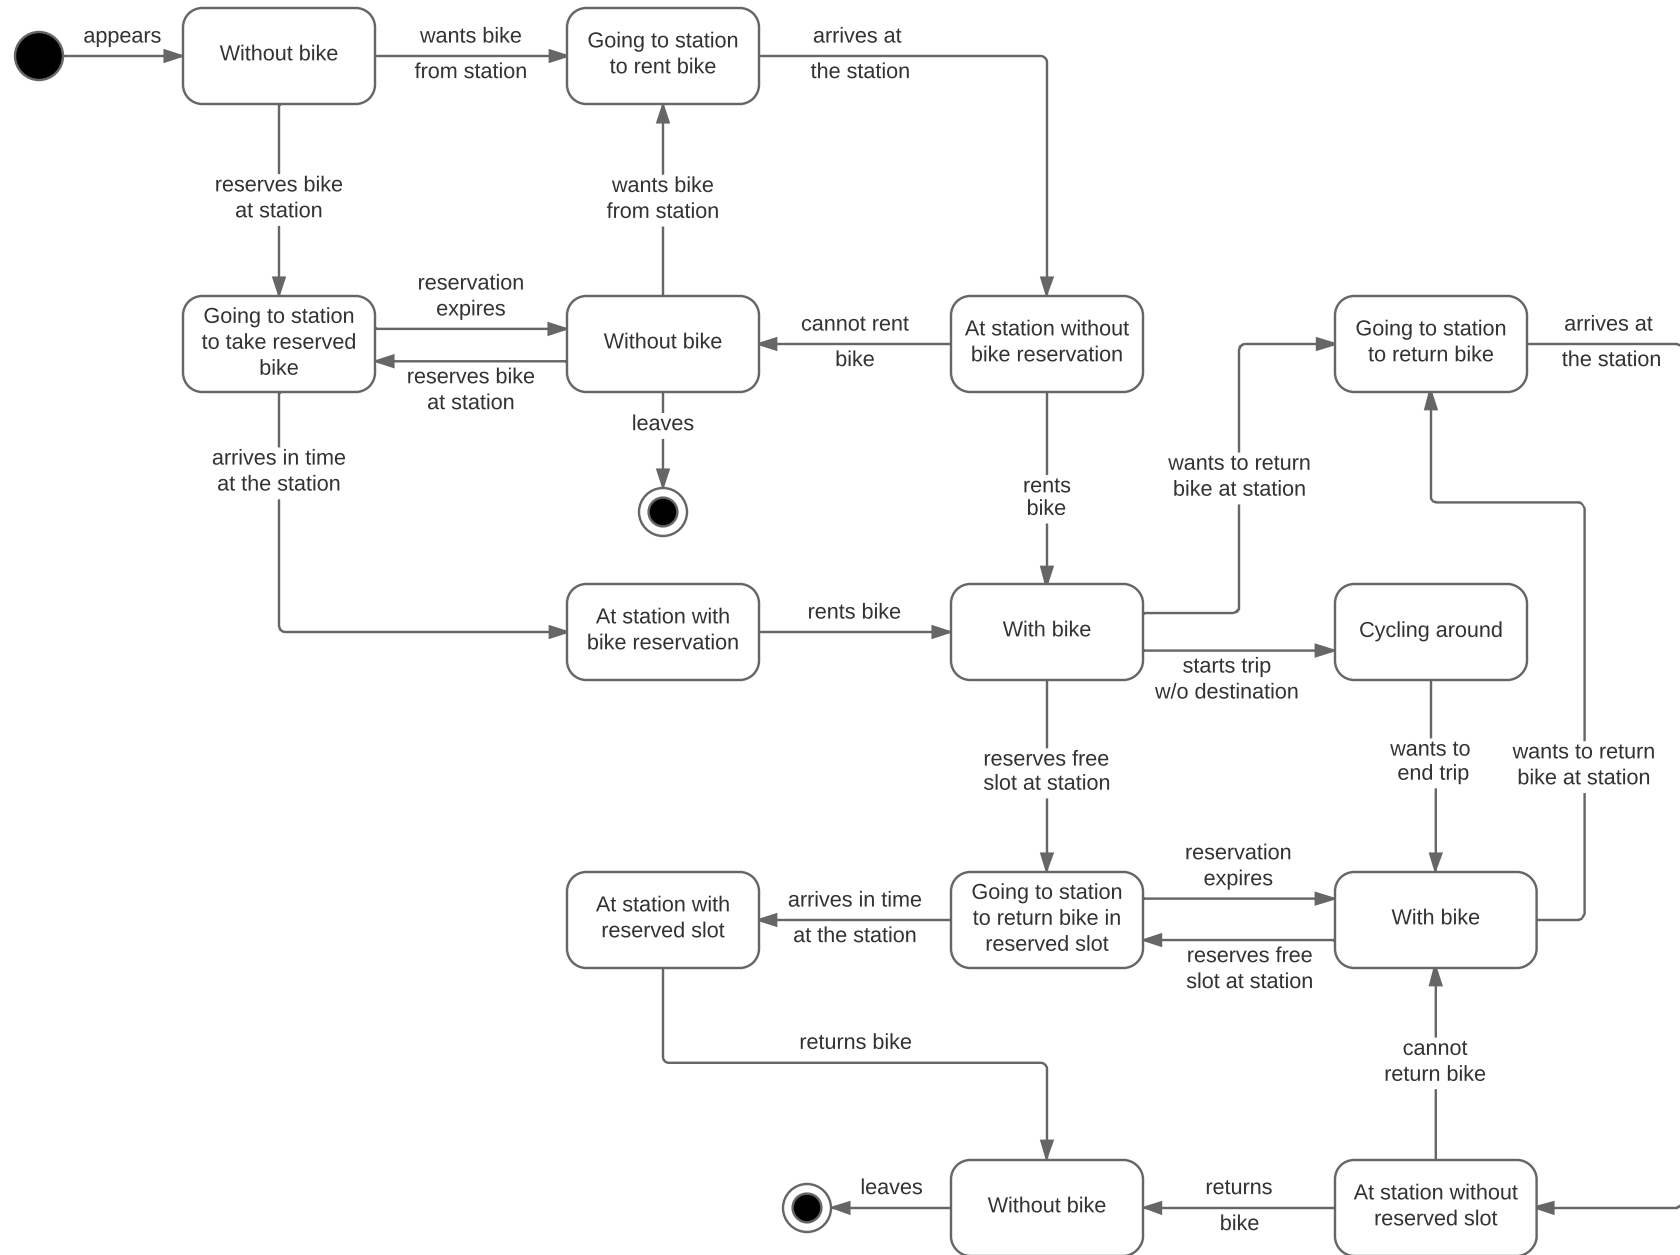 appears
Without bike
wants bike
from station
Going to station
to rent bike
arrives at
the station
reserves bike
at station
wants bike
from station
Going to station
to take reserved
bike
reservation
expires
reserves bike
at station
Without bike
cannot rent
bike
At station without
bike reservation
Going to station
to return bike
arrives at
the station
leaves
arrives in time
at the station
rents
bike
wants to return
bike at station
At station with
bike reservation
rents bike
With bike
starts trip
w/o destination
Cycling around
reserves free
slot at station
wants to
end trip
wants to return
bike at station
At station with
reserved slot
arrives in time
at the station
Going to station
to return bike in
reserved slot
reservation
expires
reserves free
slot at station
With bike
returns bike
cannot
return bike
leaves
Without bike
returns
bike
At station without
reserved slot